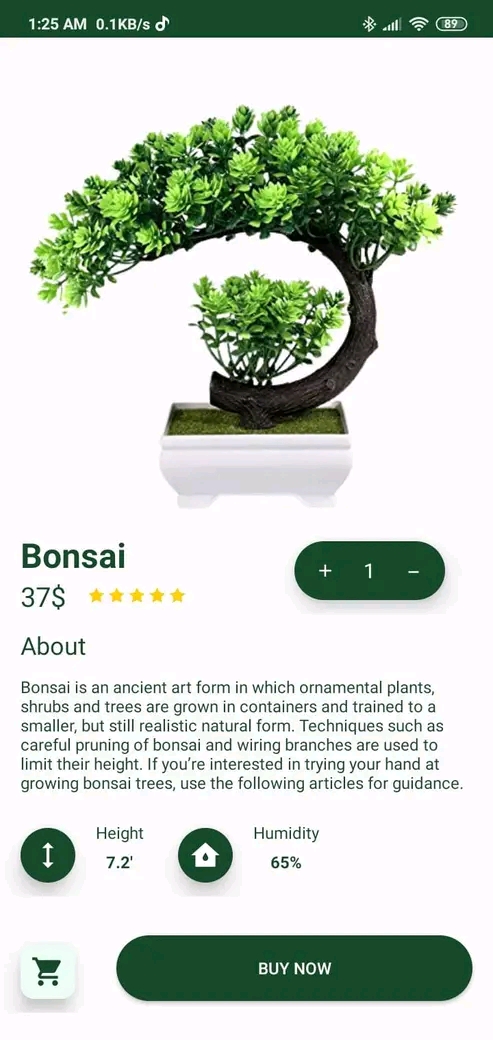 1:25 AM 0.1KB/s 89
Bonsai
+ 1 −
37$
About
Bonsai is an ancient art form in which ornamental plants,
shrubs and trees are grown in containers and trained to a
smaller, but still realistic natural form. Techniques such as
careful pruning of bonsai and wiring branches are used to
limit their height. If you’re interested in trying your hand at
growing bonsai trees, use the following articles for guidance.
Height Humidity
7.2' 65%
BUY NOW